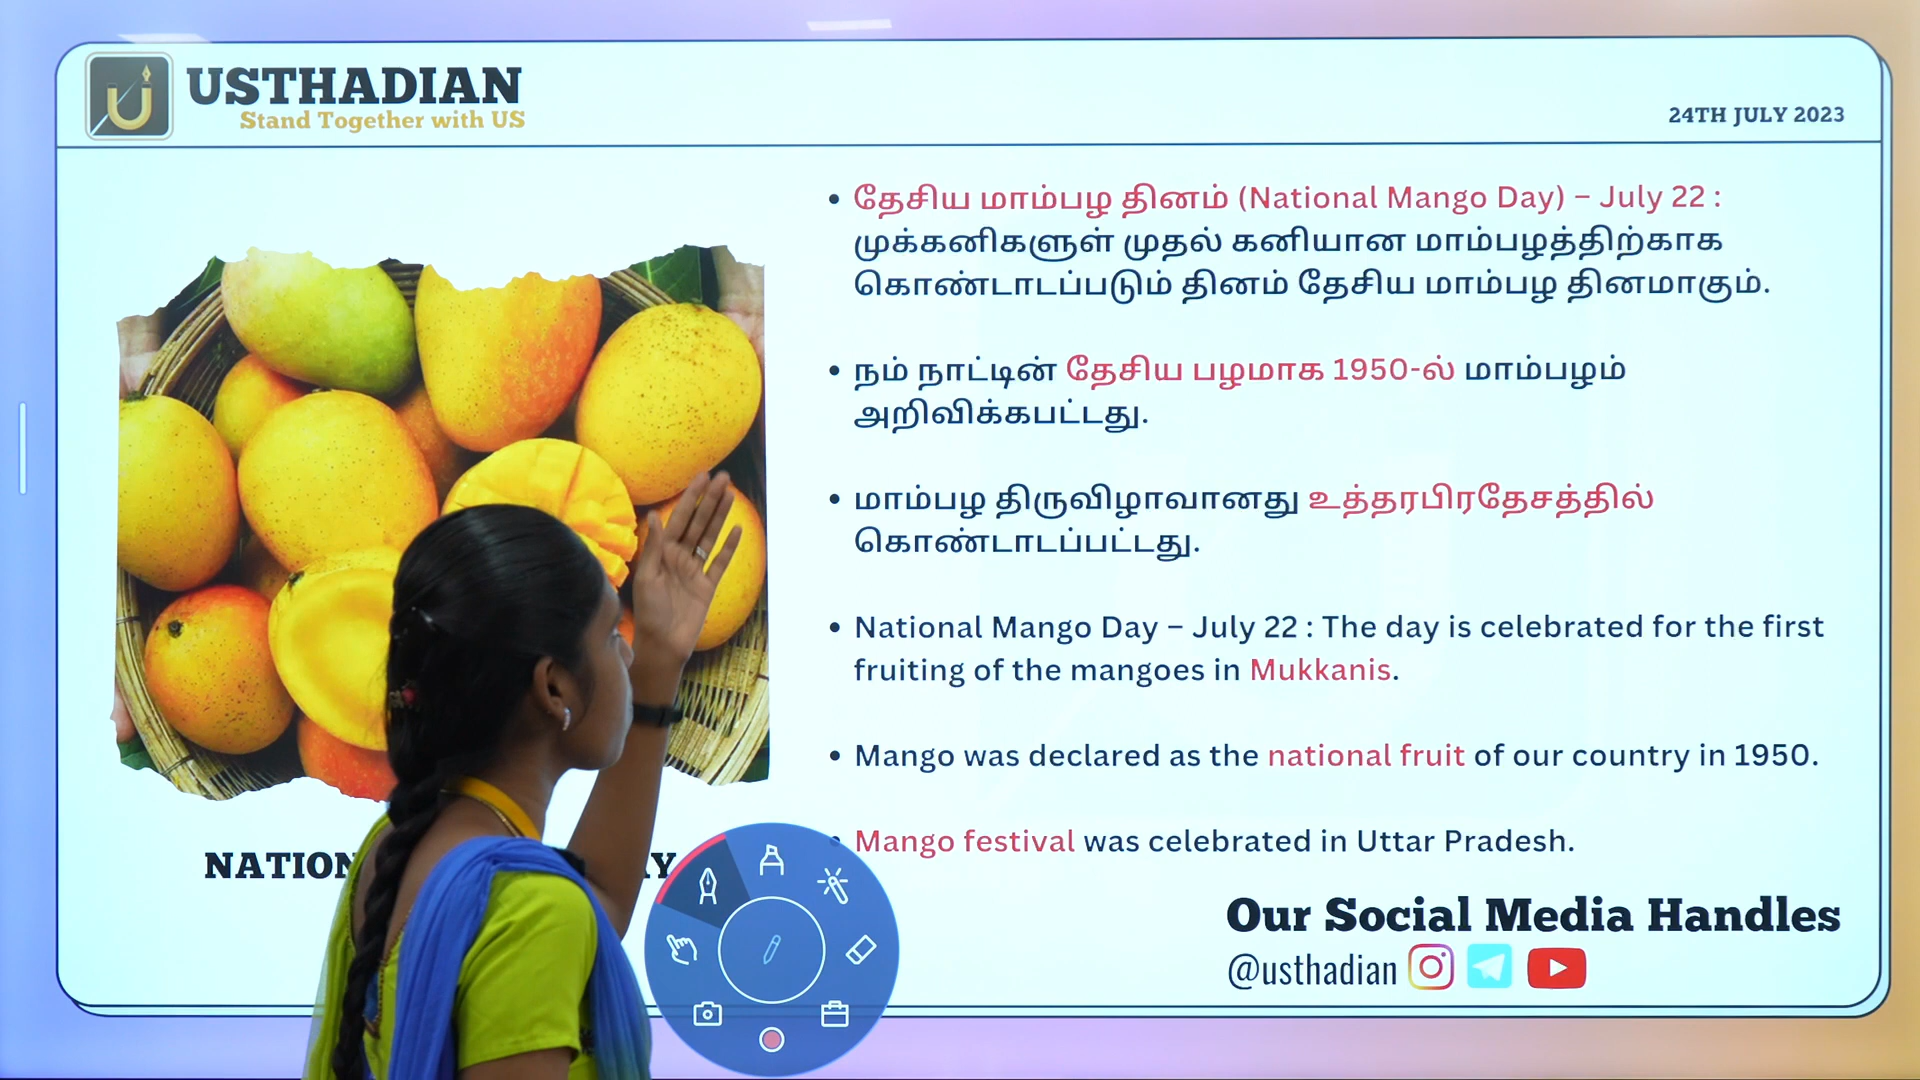 USTHADIAN
Stand Together with US
24TH JULY 2023
• தேசிய மாம்பழ தினம் (National Mango Day) – July 22 :
முக்கனிகளுள் முதல் கனியான மாம்பழத்திற்காக
கொண்டாடப்படும் தினம் தேசிய மாம்பழ தினமாகும்.
• நம் நாட்டின் தேசிய பழமாக 1950-ல் மாம்பழம்
அறிவிக்கபட்டது.
• மாம்பழ திருவிழாவானது உத்தரபிரதேசத்தில்
கொண்டாடப்பட்டது.
• National Mango Day – July 22 : The day is celebrated for the first
fruiting of the mangoes in Mukkanis.
• Mango was declared as the national fruit of our country in 1950.
• Mango festival was celebrated in Uttar Pradesh.
Our Social Media Handles
@usthadian